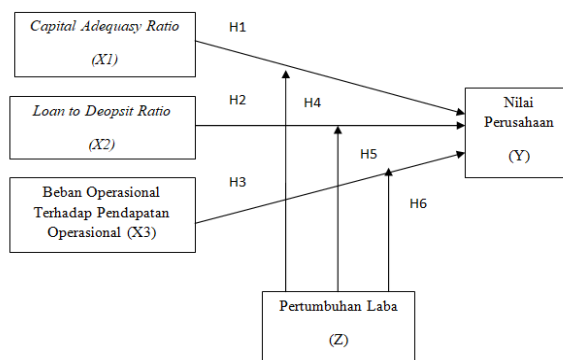 Capital Adequasy Ratio
(X1)
H1
Loan to Deopsit Ratio
(X2)
H2
H4
Nilai
Perusahaan
(Y)
H5
Beban Operasional
Terhadap Pendapatan
Operasional (X3)
H3
H6
Pertumbuhan Laba
(Z)